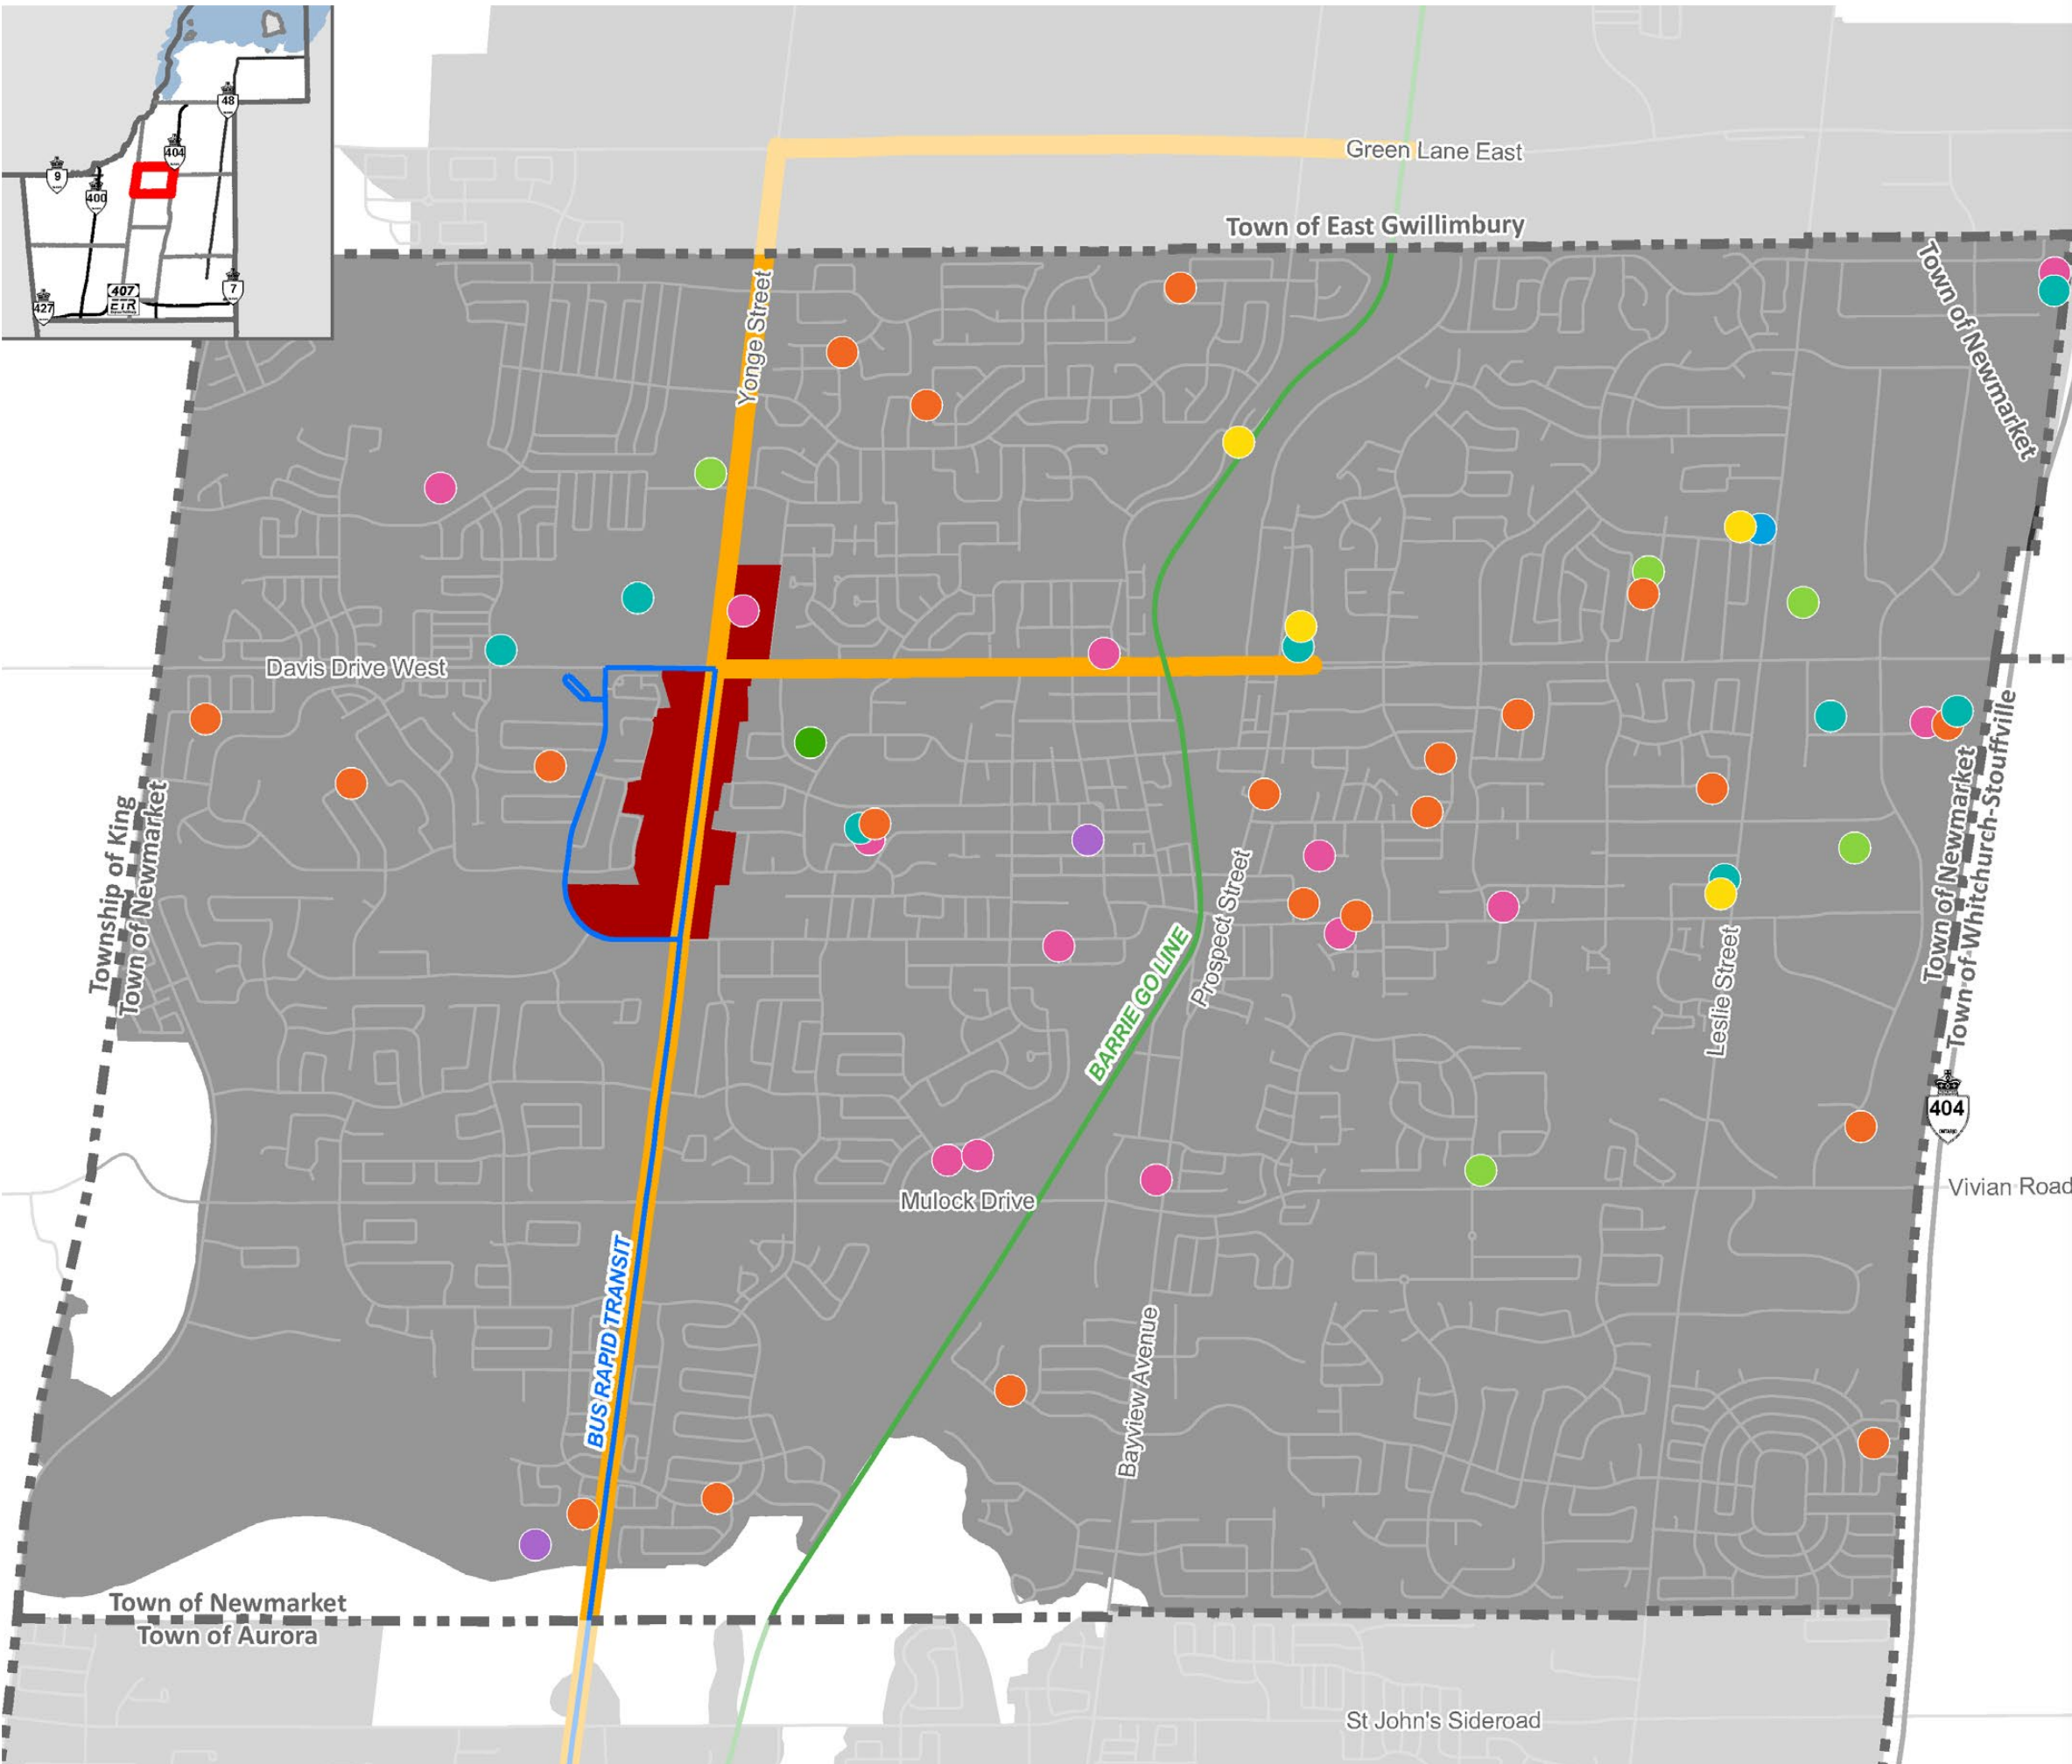 48
404
9
400
407
ETR
7
427
Green Lane East
Town of East Gwillimbury
Town of Newmarket
Yonge Street
Davis Drive West
Township of King
Town of Newmarket
Prospect Street
BARRIE GO LINE
Leslie Street
Town of Newmarket
Town of Whitchurch-Stouffville
404
ONTARIO
Vivian Road
Mulock Drive
BUS RAPID TRANSIT
Bayview Avenue
Town of Newmarket
Town of Aurora
St John's Sideroad